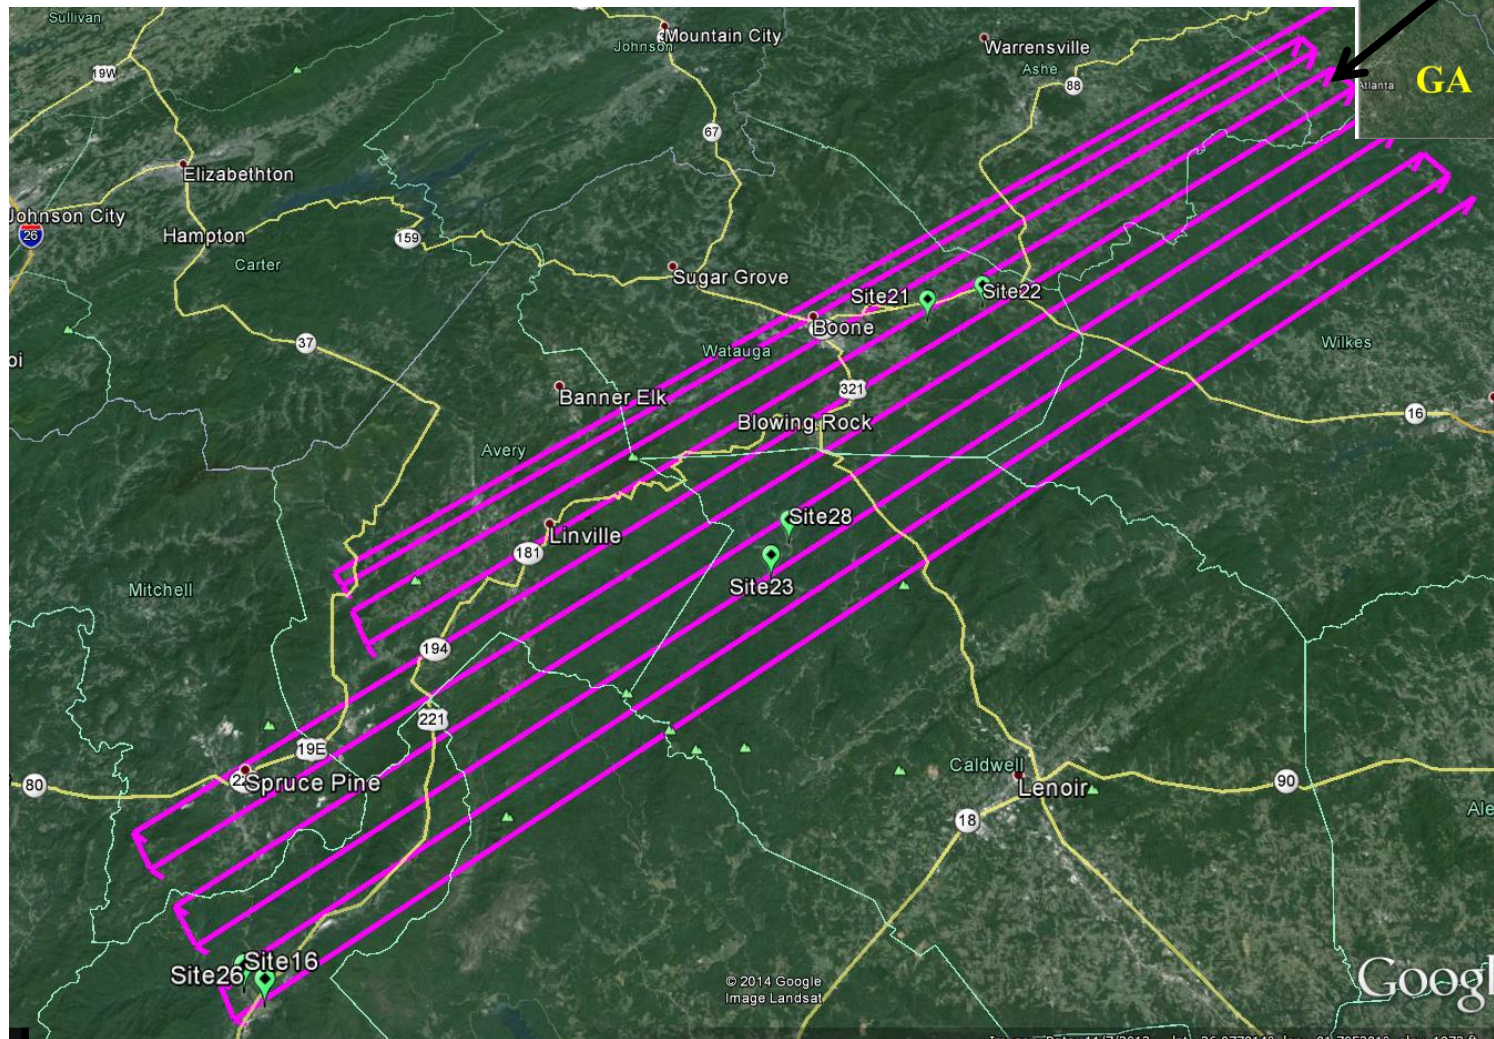 Sullivan
Mountain City
Johnson
Warrensville
Ashe
19W
88
Atlanta
GA
67
Elizabethton
Johnson City
26
Hampton
159
Carter
Sugar Grove
Site21
Site22
Boone
37
Watauga
Wilkes
321
Banner Elk
16
Blowing Rock
Avery
Site28
Linville
181
Site23
Mitchell
194
221
19E
Spruce Pine
80
Caldwell
Lenoir
90
18
Site16
Site26
© 2014 Google
Image Landsat